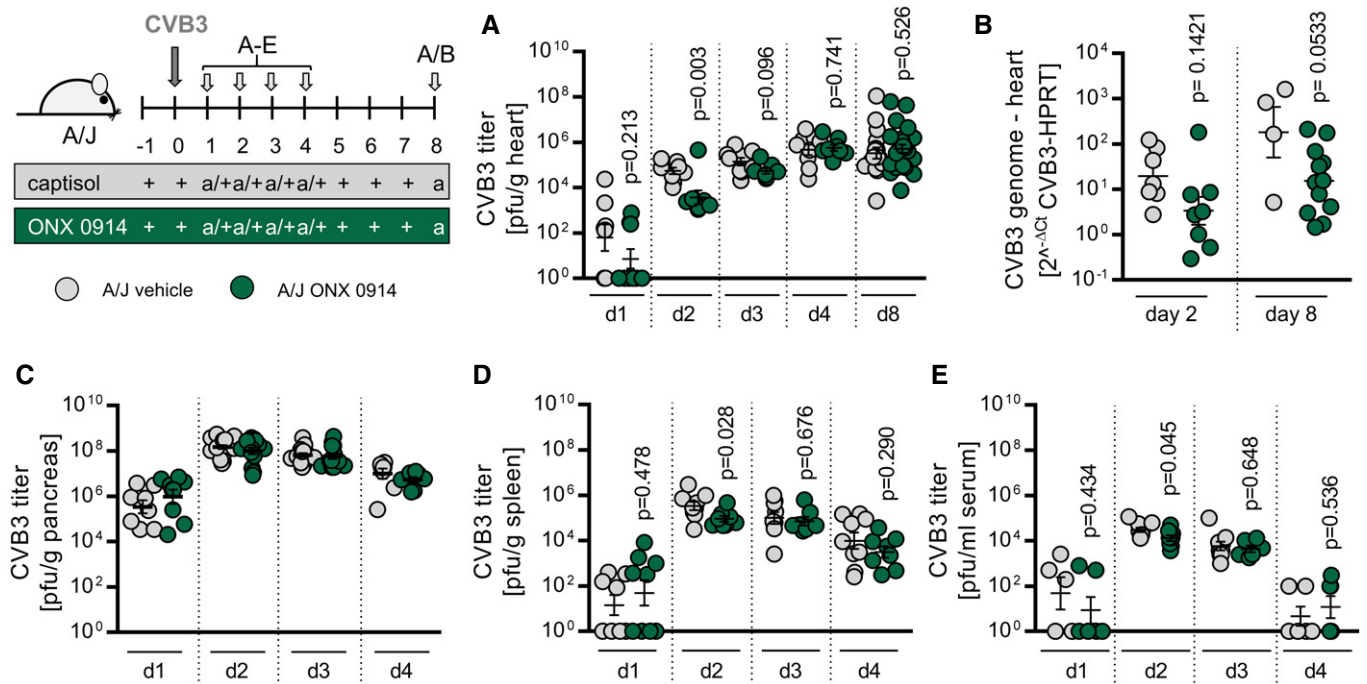 CVB3
A-E
A/B
A/J
-1 0 1 2 3 4 5 6 7 8
captisol + + a/+ a/+ a/+ a/+ + + + a
ONX 0914 + + a/+ a/+ a/+ a/+ + + + a
A/J vehicle A/J ONX 0914
A
CVB3 titer
[pfu/g heart]
10^10
10^8
10^6
10^4
10^2
10^0
p=0.213
p=0.003
p=0.096
p=0.741
p=0.526
d1 d2 d3 d4 d8
B
CVB3 genome - heart
[2^-ΔCt CVB3-HPRT]
10^4
10^3
10^2
10^1
10^0
10^-1
p= 0.1421
p= 0.0533
day 2 day 8
C
CVB3 titer
[pfu/g pancreas]
10^10
10^8
10^6
10^4
10^2
10^0
d1 d2 d3 d4
D
CVB3 titer
[pfu/g spleen]
10^10
10^8
10^6
10^4
10^2
10^0
p=0.478
p=0.028
p=0.676
p=0.290
d1 d2 d3 d4
E
CVB3 titer
[pfu/ml serum]
10^10
10^8
10^6
10^4
10^2
10^0
p=0.434
p=0.045
p=0.648
p=0.536
d1 d2 d3 d4